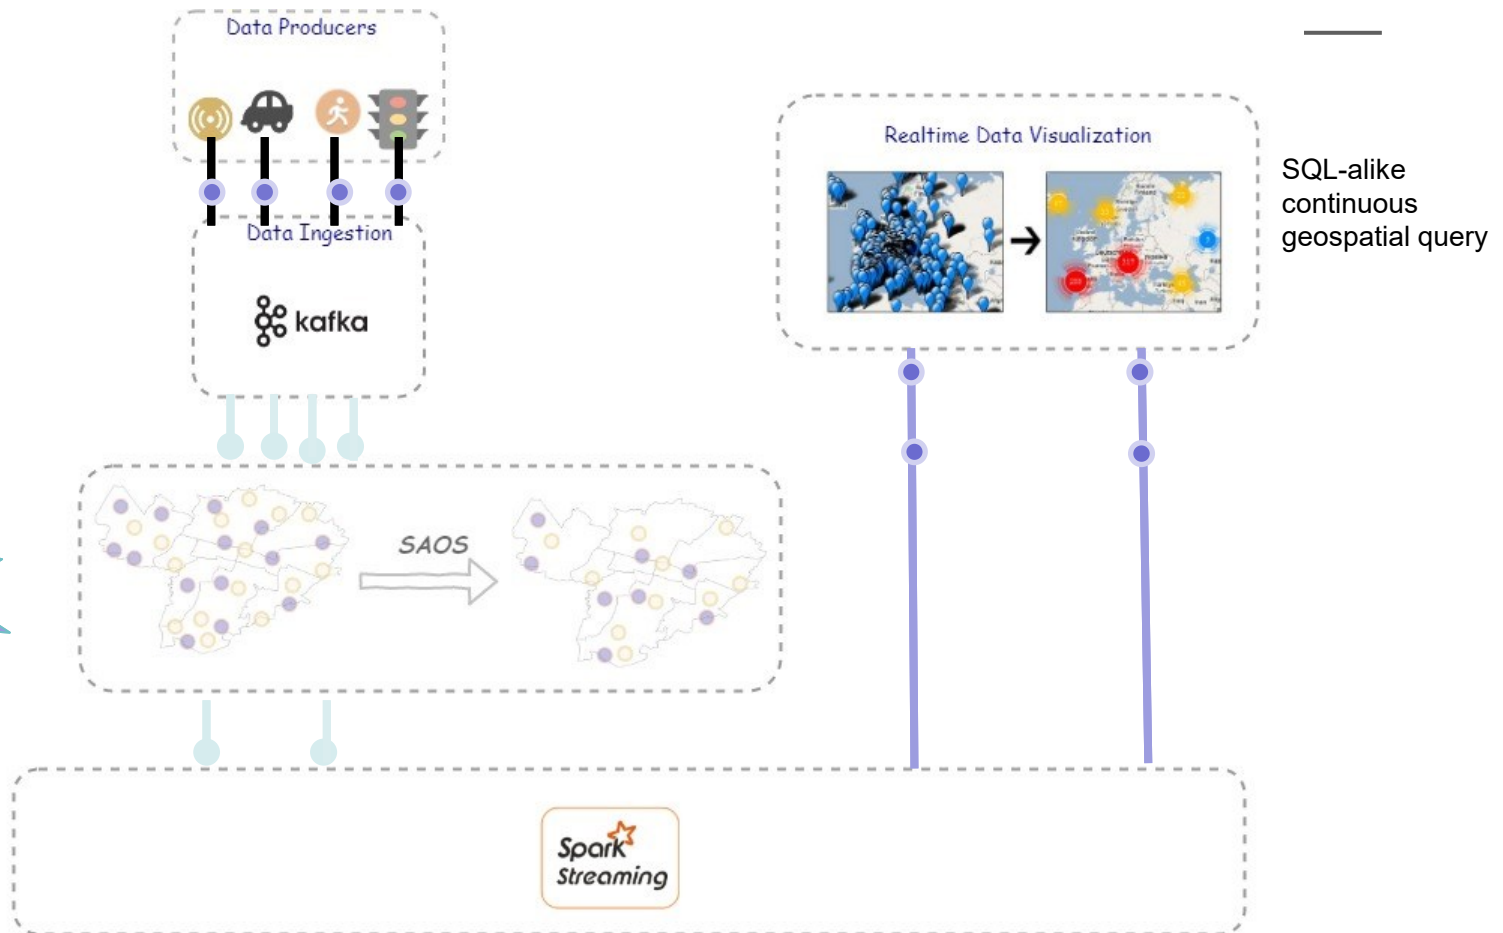 Data Producers
Realtime Data Visualization
SQL-alike
continuous
geospatial query
Data Ingestion
kafka
SAOS
Spark
Streaming